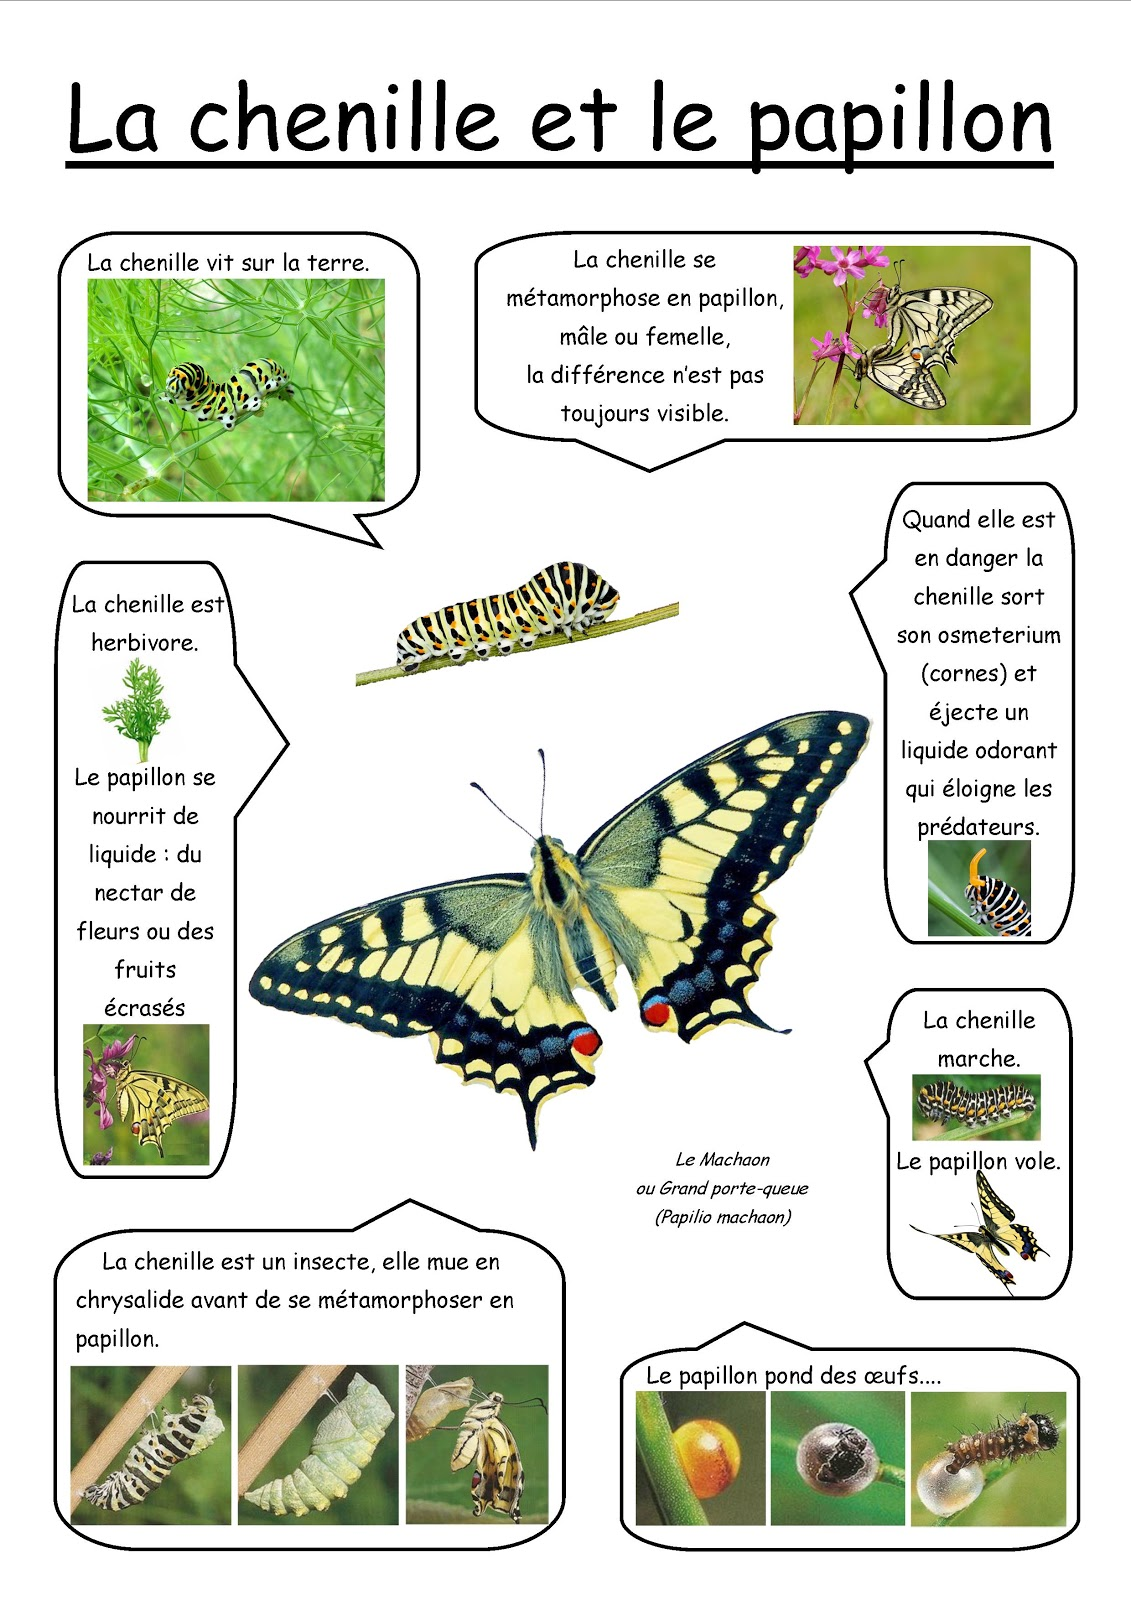 La chenille et le papillon
La chenille vit sur la terre.
La chenille se
métamorphose en papillon,
mâle ou femelle,
la différence n'est pas
toujours visible.
Quand elle est
en danger la
chenille sort
son osmeterium
(cornes) et
éjecte un
liquide odorant
qui éloigne les
prédateurs.
La chenille est
herbivore.
Le papillon se
nourrit de
liquide : du
nectar de
fleurs ou des
fruits
écrasés
La chenille
marche.
Le papillon vole.
Le Machaon
ou Grand porte-queue
(Papilio machaon)
La chenille est un insecte, elle mue en
chrysalide avant de se métamorphoser en
papillon.
Le papillon pond des œufs....